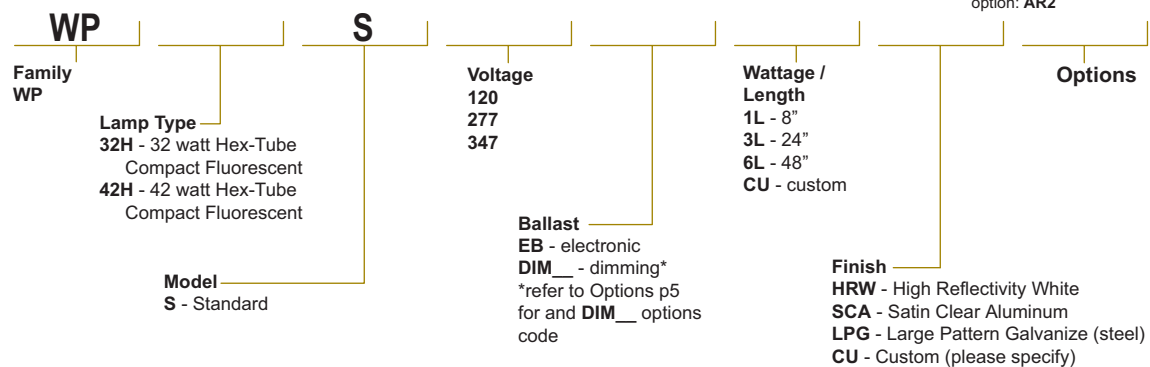 option: AR2
WP
S
Family
WP
Lamp Type
32H - 32 watt Hex-Tube
Compact Fluorescent
42H - 42 watt Hex-Tube
Compact Fluorescent
Model
S - Standard
Voltage
120
277
347
Ballast
EB - electronic
DIM__ - dimming*
*refer to Options p5
for and DIM__ options
code
Wattage /
Length
1L - 8”
3L - 24”
6L - 48”
CU - custom
Finish
HRW - High Reflectivity White
SCA - Satin Clear Aluminum
LPG - Large Pattern Galvanize (steel)
CU - Custom (please specify)
Options